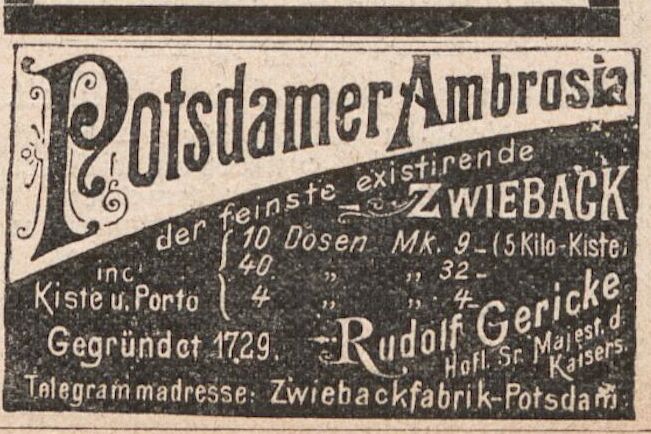 Potsdamer Ambrosia
der feinste existirende
ZWIEBACK
inc
Kiste u. Porto
10 Dosen Mk. 9.- (5 Kilo-Kiste)
40 „ „ 32.-
4 „ „ 4.-
Gegründet 1729.
Rudolf Gericke
Hofl. Sr. Majest. d.
Kaisers.
Telegrammadresse: Zwiebackfabrik-Potsdam.